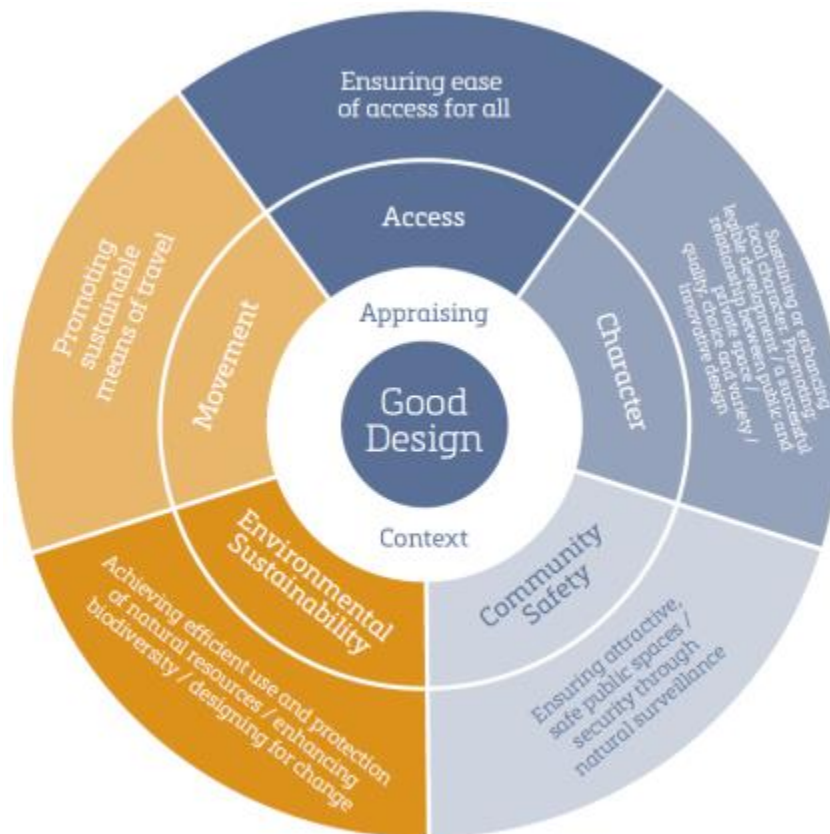 Ensuring ease
of access for all
Access
Sustaining or enhancing
local character. Promoting
legible development / a successful
relationship between public and
private space /
quality, choice and variety /
innovative design
Character
Ensuring attractive,
safe public spaces /
security through
natural surveillance
Community
Safety
Achieving efficient use and protection
of natural resources / enhancing
biodiversity / designing for change
Environmental
Sustainability
Promoting
sustainable
means of travel
Movement
Appraising
Good
Design
Context